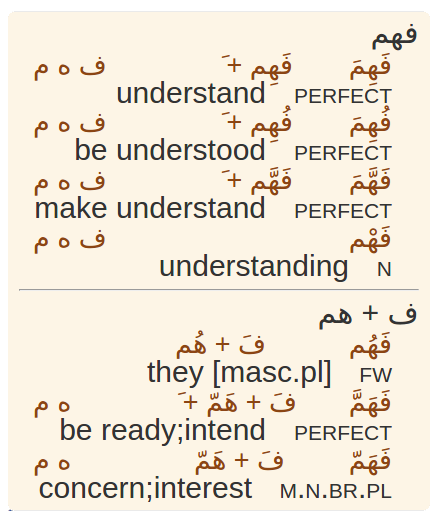 فهم
فَهِمَ فَهِم + َ ف ه م
understand PERFECT
فُهِمَ فُهِم + َ ف ه م
be understood PERFECT
فَهَّمَ فَهَّم + َ ف ه م
make understand PERFECT
فَهْم ف ه م
understanding N
ف + هم
فَهُم فَ + هُم
they [masc.pl] FW
فَهَمَّ فَ + هَمّ + َ ه م
be ready;intend PERFECT
فَهَمّ فَ + هَمّ ه م
concern;interest M.N.BR.PL